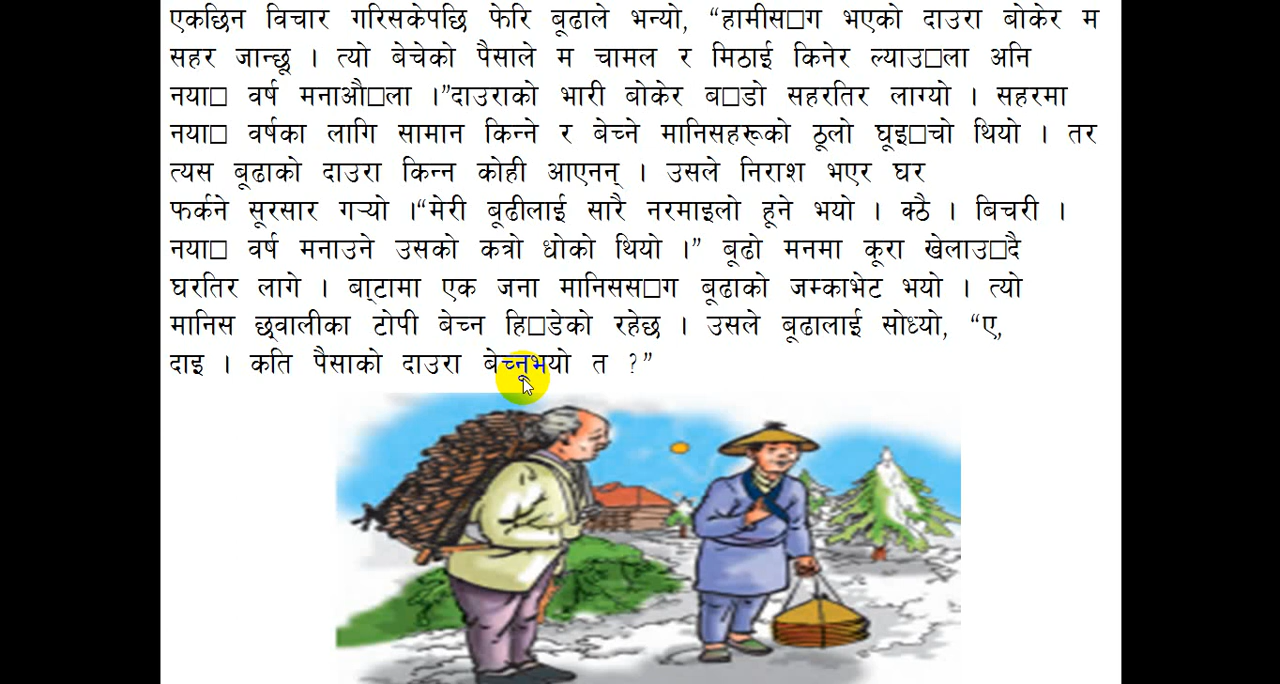 एकछिन विचार गरिसकेपछि फेरि बूढाले भन्यो, “हामीस□ग भएको दाउरा बोकेर म
सहर जान्छू । त्यो बेचेको पैसाले म चामल र मिठाई किनेर ल्याउ□ला अनि
नया□ वर्ष मनाऔ□ला ।”दाउराको भारी बोकेर ब□डो सहरतिर लाग्यो । सहरमा
नया□ वर्षका लागि सामान किन्ने र बेच्ने मानिसहरूको ठूलो घूइ□चो थियो । तर
त्यस बूढाको दाउरा किन्न कोही आएनन् । उसले निराश भएर घर
फर्कने सूरसार गऱ्यो ।“मेरी बूढीलाई सारै नरमाइलो हूने भयो । क्ठै । बिचरी ।
नया□ वर्ष मनाउने उसको कत्रो धोको थियो ।” बूढो मनमा कूरा खेलाउ□दै
घरतिर लागे । बा्टामा एक जना मानिसस□ग बूढाको जम्काभेट भयो । त्यो
मानिस छ्वालीका टोपी बेच्न हि□डेको रहेछ । उसले बूढालाई सोध्यो, “ए,
दाइ । कति पैसाको दाउरा बेच्नूभयो त ?”